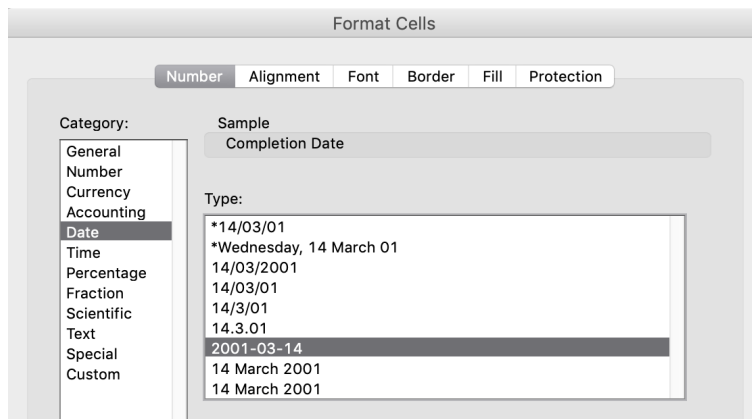 Format Cells
Number Alignment Font Border Fill Protection
Category:
General
Number
Currency
Accounting
Date
Time
Percentage
Fraction
Scientific
Text
Special
Custom
Sample
Completion Date
Type:
*14/03/01
*Wednesday, 14 March 01
14/03/2001
14/03/01
14/3/01
14.3.01
2001-03-14
14 March 2001
14 March 2001